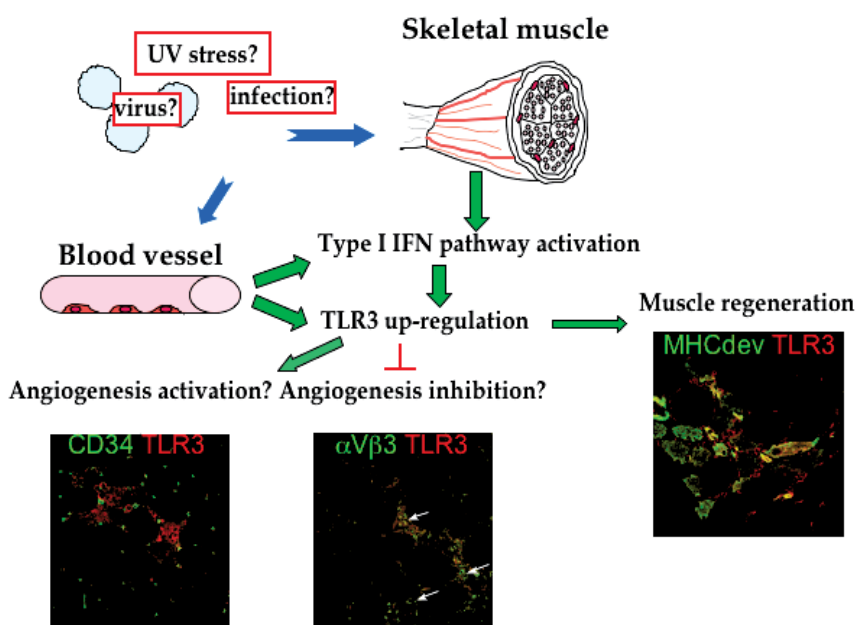 Skeletal muscle
UV stress?
infection?
virus?
Type I IFN pathway activation
Blood vessel
TLR3 up-regulation
Muscle regeneration
MHCdev TLR3
Angiogenesis activation? Angiogenesis inhibition?
CD34 TLR3
αVβ3 TLR3